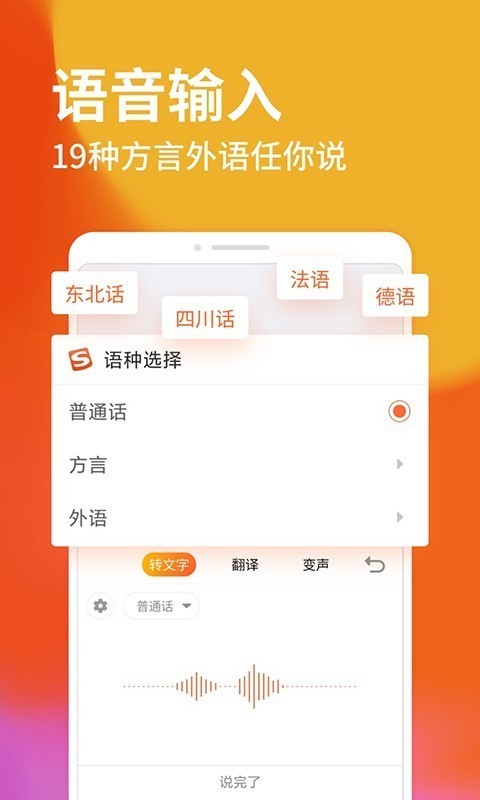 语音输入
19种方言外语任你说
东北话
四川话
法语
德语
S 语种选择
普通话
方言
外语
转文字 翻译 变声
普通话
说完了